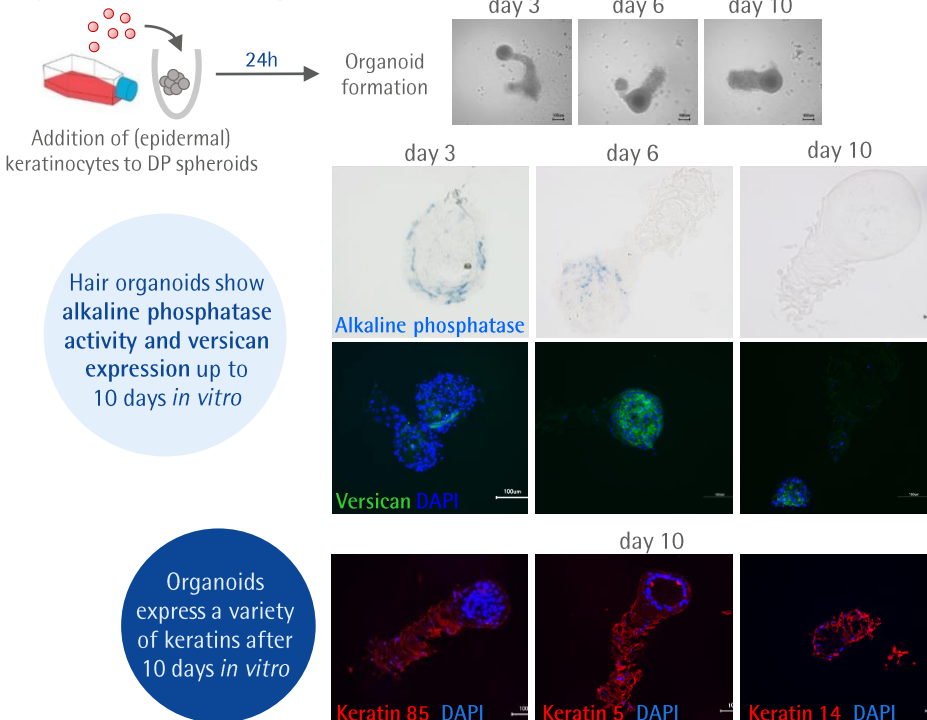 day 3
day 6
day 10
24h
Organoid
formation
Addition of (epidermal)
keratinocytes to DP spheroids
day 3
day 6
day 10
Hair organoids show
alkaline phosphatase
activity and versican
expression up to
10 days in vitro
Alkaline phosphatase
100µm
Versican DAPI
day 10
Organoids
express a variety
of keratins after
10 days in vitro
Keratin 85 DAPI
Keratin 5 DAPI
Keratin 14 DAPI